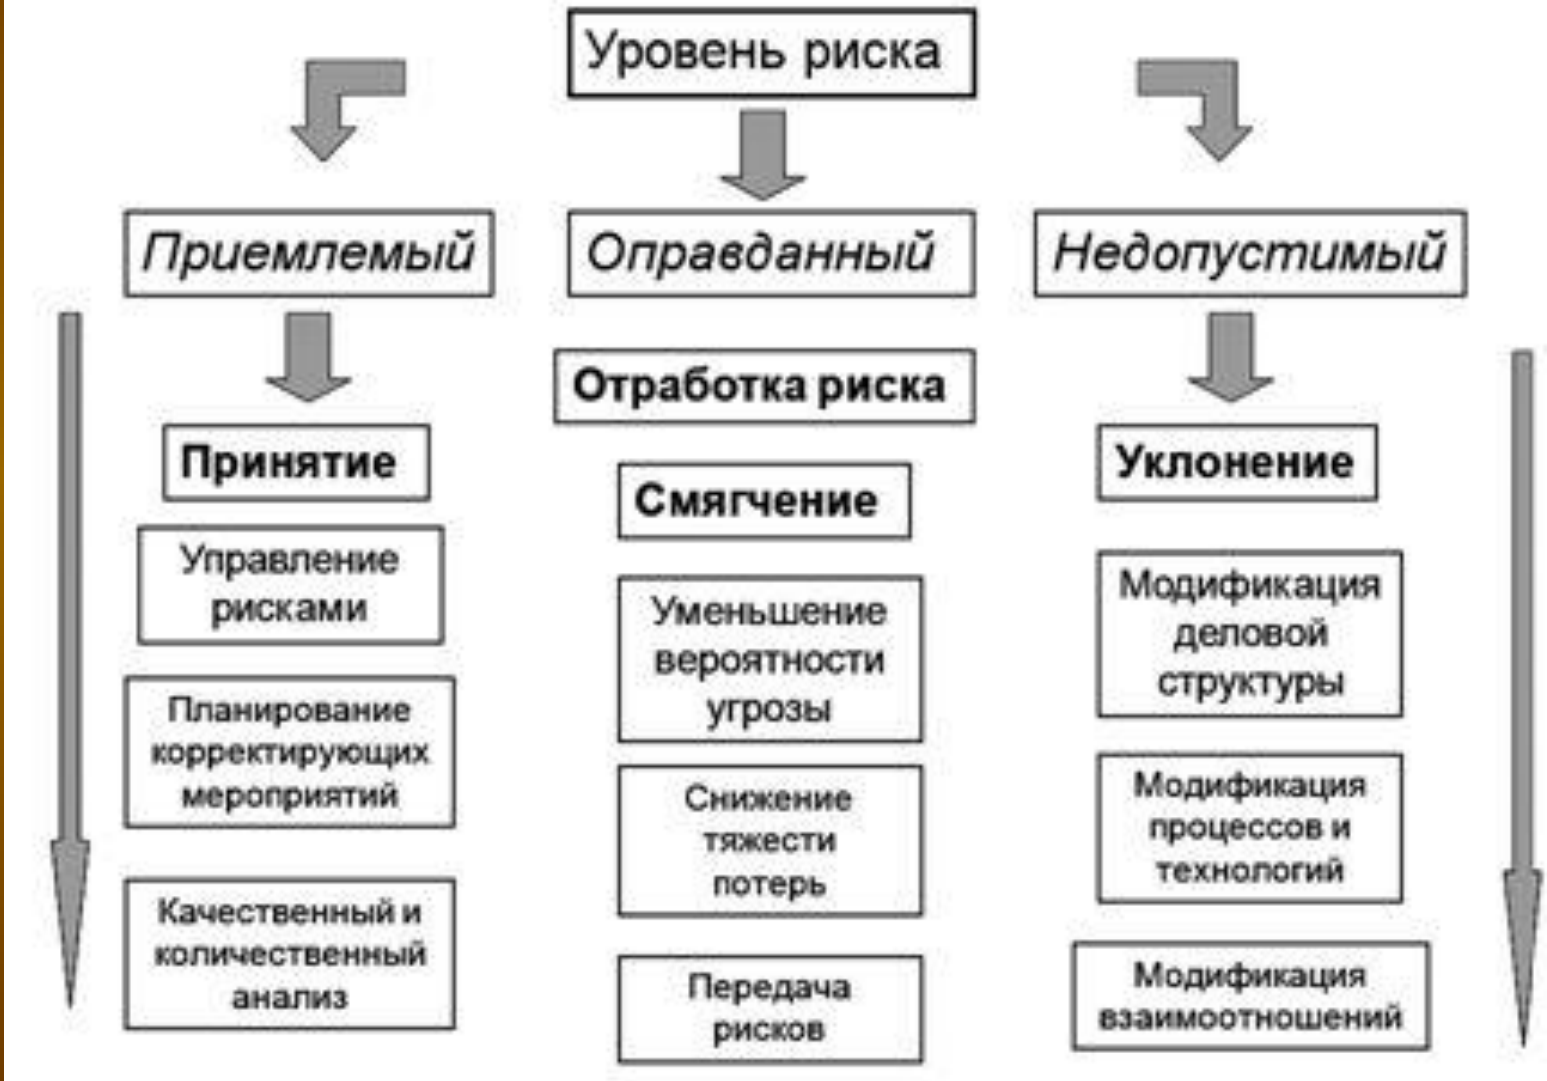 Уровень риска
Приемлемый
Оправданный
Недопустимый
Принятие
Управление
рисками
Планирование
корректирующих
мероприятий
Качественный и
количественный
анализ
Отработка риска
Смягчение
Уменьшение
вероятности
угрозы
Снижение
тяжести
потерь
Передача
рисков
Уклонение
Модификация
деловой
структуры
Модификация
процессов и
технологий
Модификация
взаимоотношений